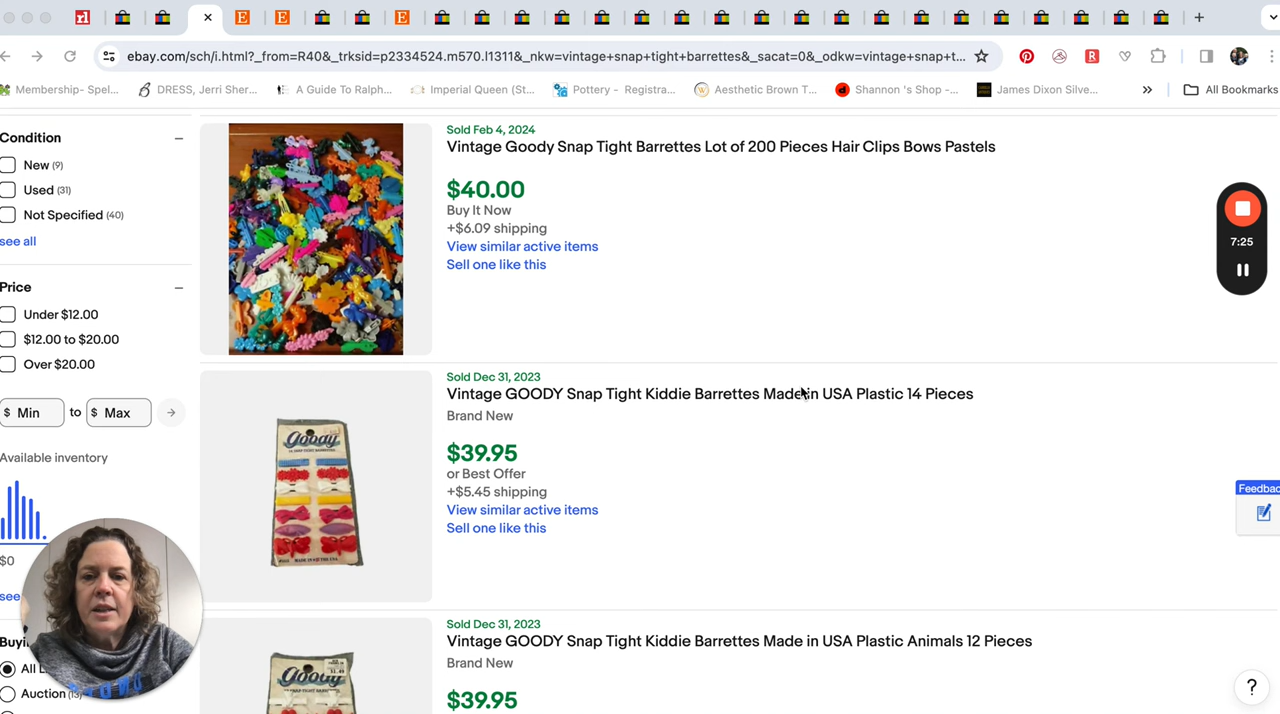 ebay.com/sch/i.html?_from=R40&_trksid=p2334524.m570.l1311&_nkw=vintage+snap+tight+barrettes&_sacat=0&_odkw=vintage+snap+t...
Membership- Spel... DRESS, Jerri Sher... A Guide To Ralph... Imperial Queen (St... Pottery - Registra... Aesthetic Brown T... Shannon 's Shop -... James Dixon Silve... » All Bookmarks
Condition
New (9)
Used (31)
Not Specified (40)
see all
Price
Under $12.00
$12.00 to $20.00
Over $20.00
$ Min to $ Max
Available inventory
$0
see
Buyi
All L
Auction
Sold Feb 4, 2024
Vintage Goody Snap Tight Barrettes Lot of 200 Pieces Hair Clips Bows Pastels
$40.00
Buy It Now
+$6.09 shipping
View similar active items
Sell one like this
Sold Dec 31, 2023
Vintage GOODY Snap Tight Kiddie Barrettes Made in USA Plastic 14 Pieces
Brand New
$39.95
or Best Offer
+$5.45 shipping
View similar active items
Sell one like this
Goody
MADE IN THE USA
Sold Dec 31, 2023
Vintage GOODY Snap Tight Kiddie Barrettes Made in USA Plastic Animals 12 Pieces
Brand New
$39.95
Goody
7:25
Feedbac
?